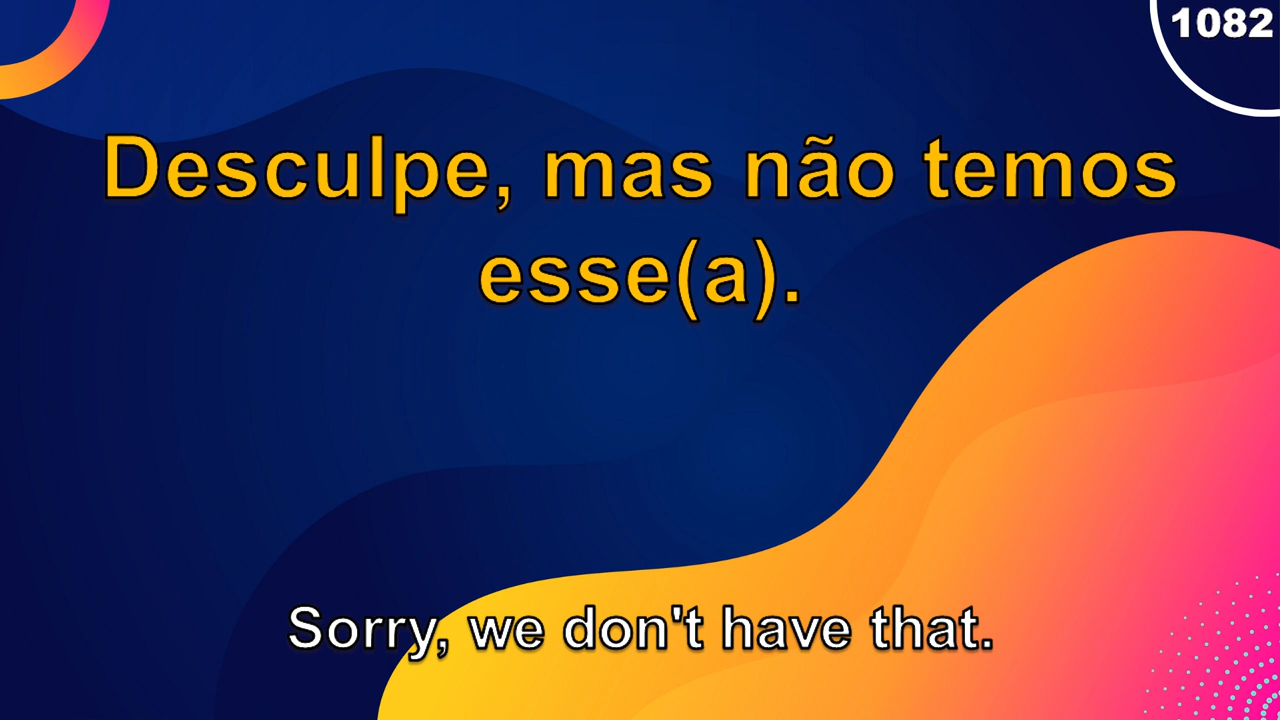 1082
Desculpe, mas não temos
esse(a).
Sorry, we don't have that.